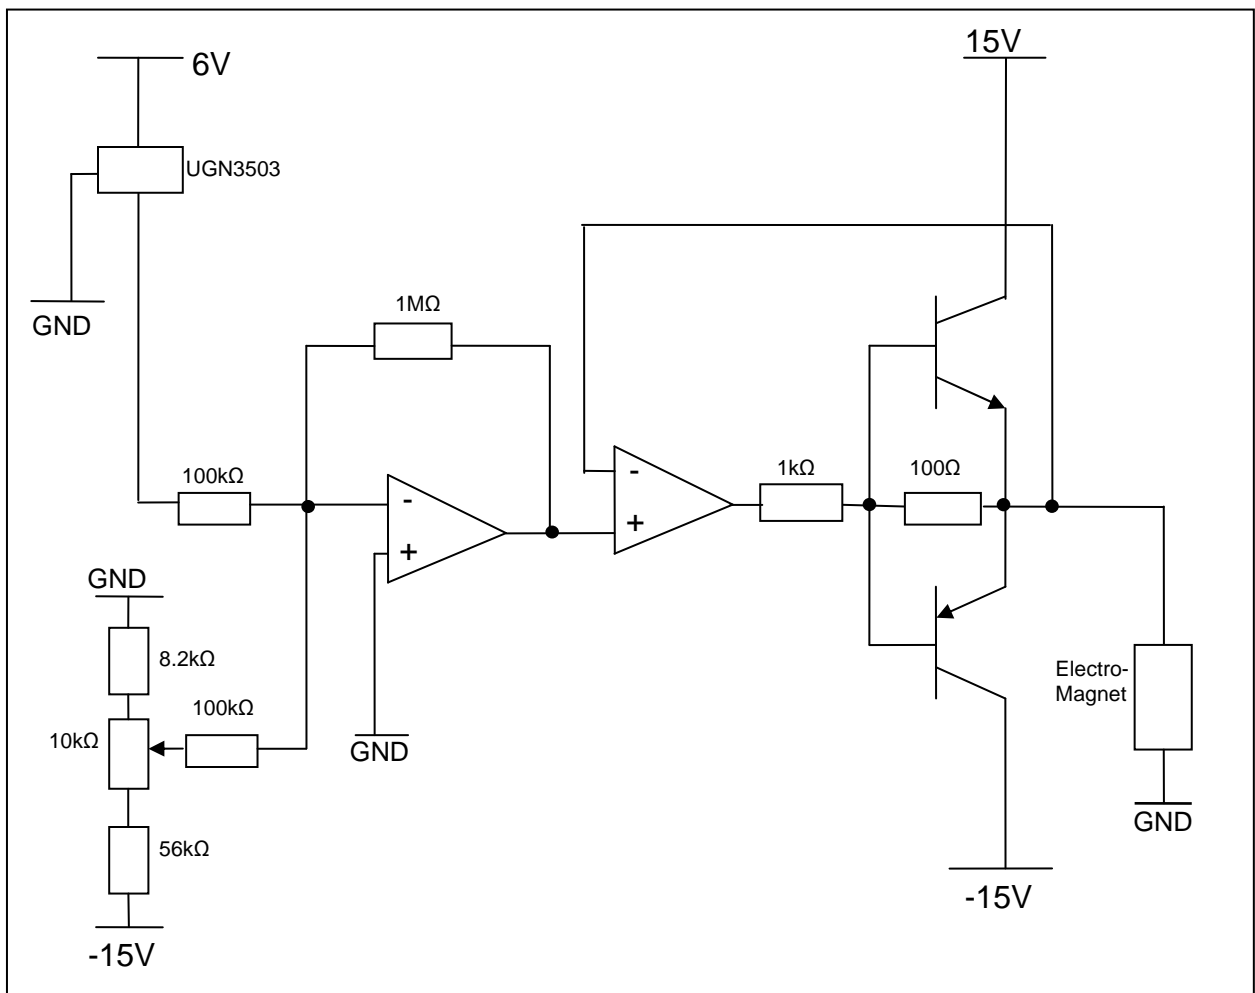 15V
6V
UGN3503
1MΩ
GND
100kΩ
1kΩ
100Ω
-
-
+
+
GND
8.2kΩ
100kΩ
10kΩ
GND
Electro-
Magnet
56kΩ
GND
-15V
-15V